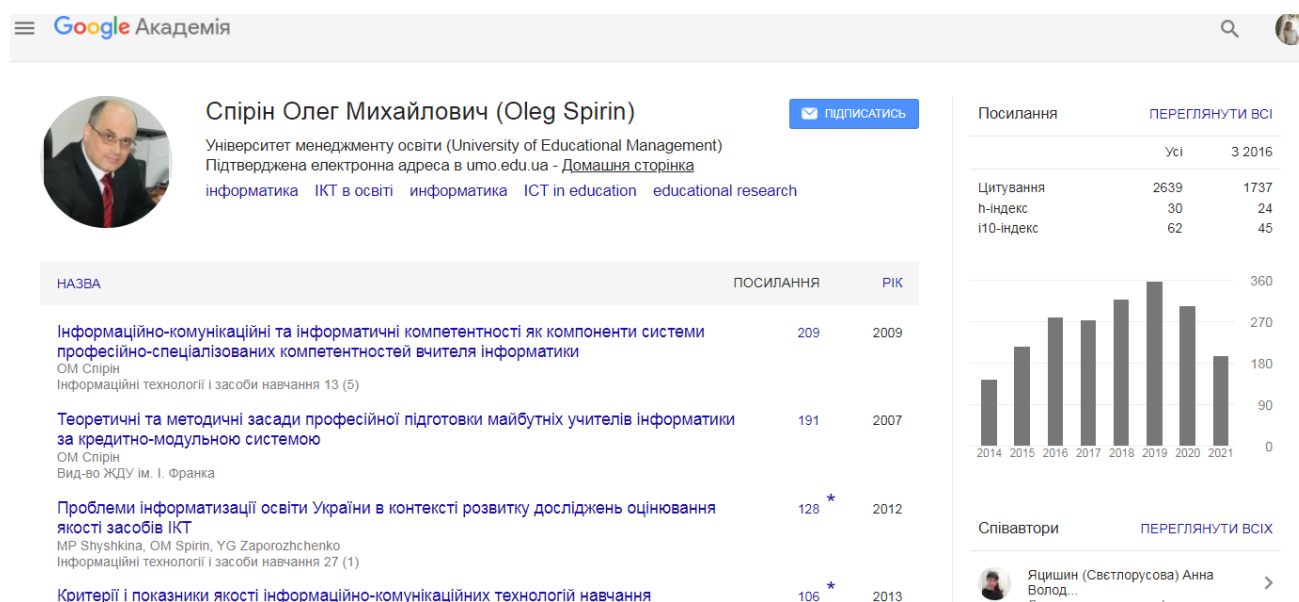 Google Академія
Спірін Олег Михайлович (Oleg Spirin)
ПІДПИСАТИСЬ
Університет менеджменту освіти (University of Educational Management)
Підтверджена електронна адреса в umo.edu.ua - Домашня сторінка
інформатика ІКТ в освіті информатика ICT in education educational research
НАЗВА ПОСИЛАННЯ РІК
Інформаційно-комунікаційні та інформатичні компетентності як компоненти системи 209 2009
професійно-спеціалізованих компетентностей вчителя інформатики
ОМ Спірін
Інформаційні технології і засоби навчання 13 (5)
Теоретичні та методичні засади професійної підготовки майбутніх учителів інформатики 191 2007
за кредитно-модульною системою
ОМ Спірін
Вид-во ЖДУ ім. І. Франка
Проблеми інформатизації освіти України в контексті розвитку досліджень оцінювання 128 * 2012
якості засобів ІКТ
MP Shyshkina, OM Spirin, YG Zaporozhchenko
Інформаційні технології і засоби навчання 27 (1)
Критерії і показники якості інформаційно-комунікаційних технологій навчання 106 * 2013
Посилання ПЕРЕГЛЯНУТИ ВСІ
Усі З 2016
Цитування 2639 1737
h-індекс 30 24
i10-індекс 62 45
360
270
180
90
0
2014 2015 2016 2017 2018 2019 2020 2021
Співавтори ПЕРЕГЛЯНУТИ ВСІХ
Яцишин (Свєтлорусова) Анна
Волод...